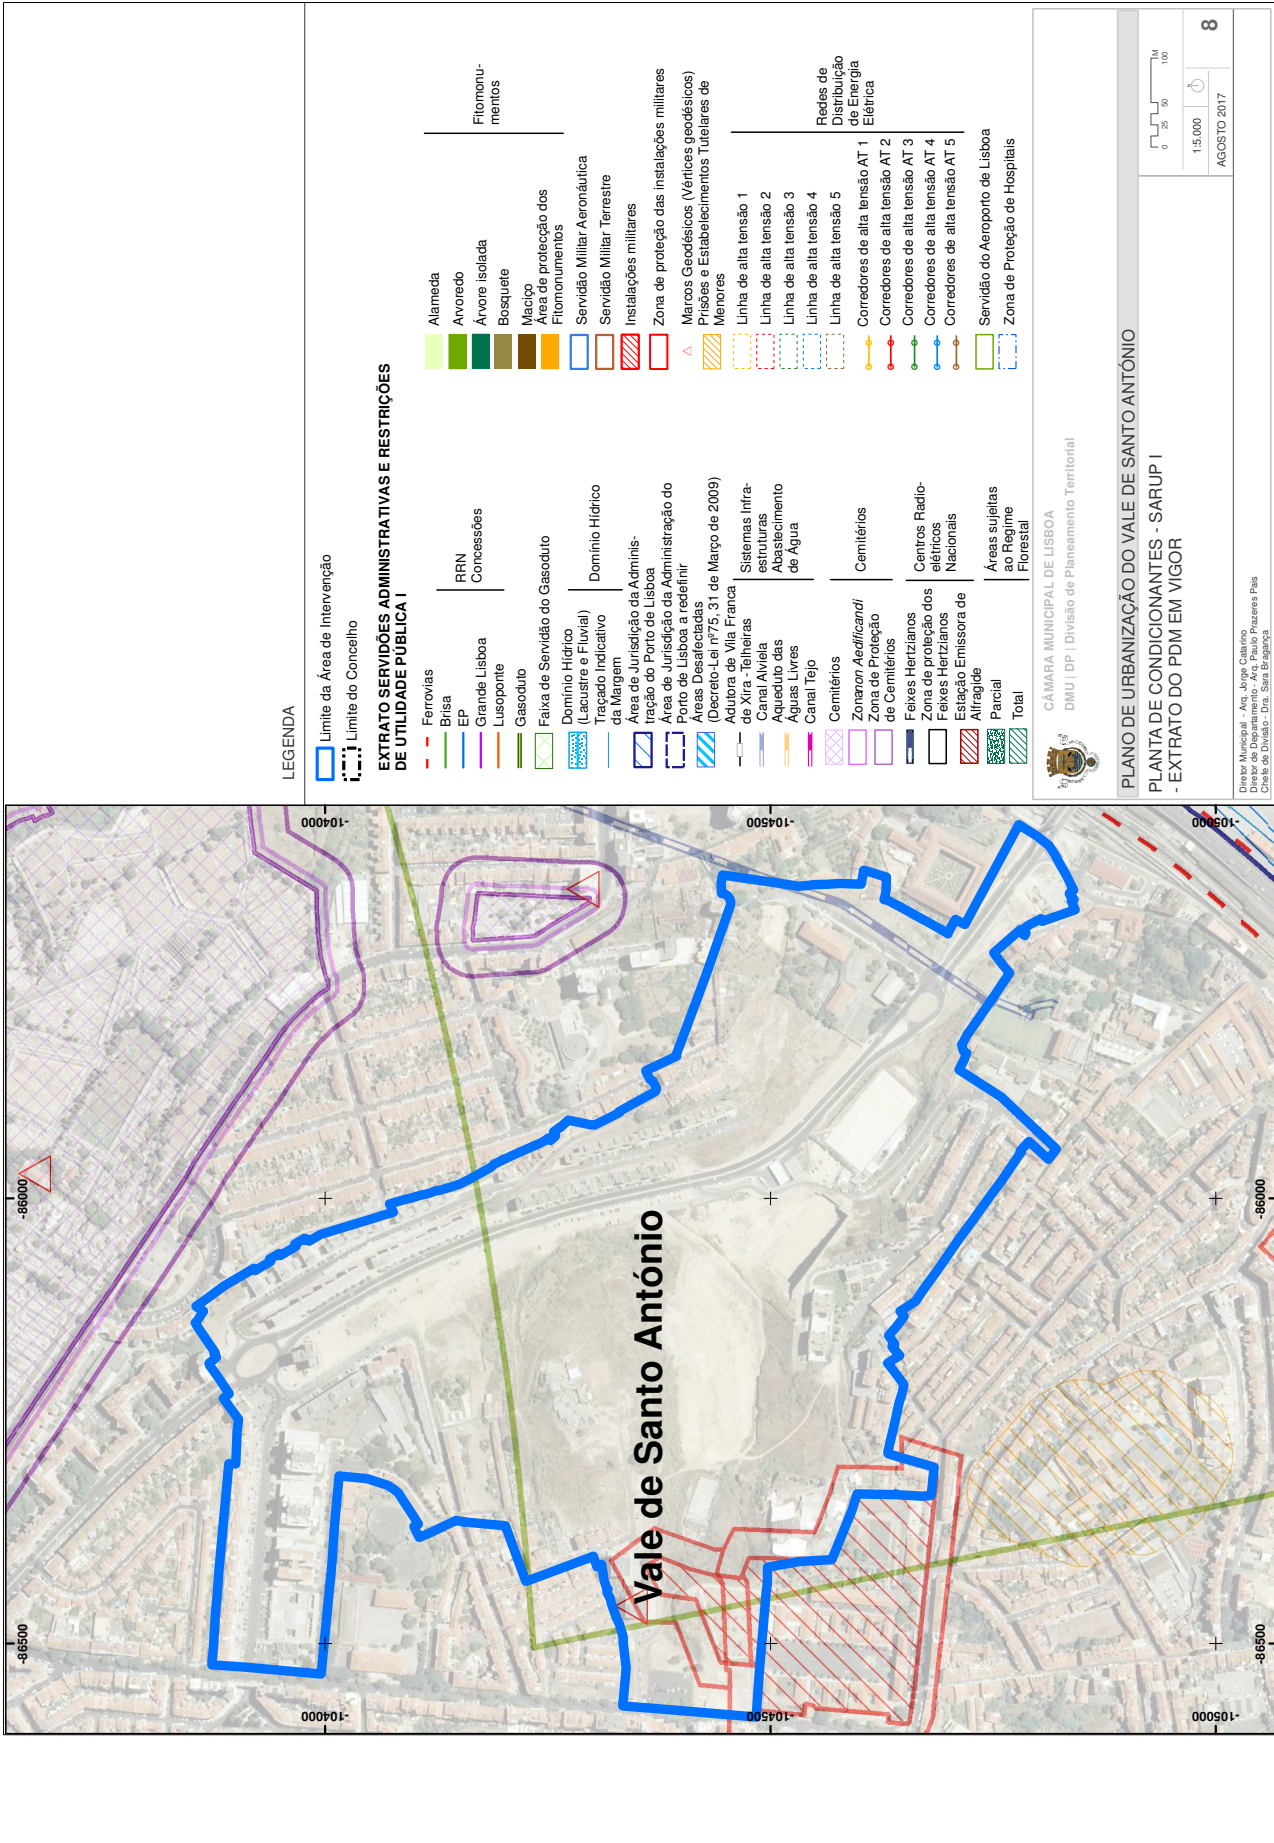 LEGENDA
Limite da Área de Intervenção
Limite do Concelho
EXTRATO SERVIDÕES ADMINISTRATIVAS E RESTRIÇÕES
DE UTILIDADE PÚBLICA I
Ferrovias
Brisa
EP
Grande Lisboa
Lusoponte
RRN
Concessões
Gasoduto
Faixa de Servidão do Gasoduto
Domínio Hídrico
(Lacustre e Fluvial)
Traçado Indicativo
da Margem
Domínio Hídrico
Área de Jurisdição da Adminis-
tração do Porto de Lisboa
Área de Jurisdição da Administração do
Porto de Lisboa a redefinir
Áreas Desafectadas
(Decreto-Lei nº75, 31 de Março de 2009)
Adutora de Vila Franca
de Xira -Telheiras
Canal Alviela
Aqueduto das
Águas Livres
Canal Tejo
Sistemas Infra-
estruturas
Abastecimento
de Água
Cemitérios
Zonanon Aedificandi
Zona de Proteção
de Cemitérios
Cemitérios
Feixes Hertzianos
Zona de proteção dos
Feixes Hertzianos
Estação Emissora de
Alfragide
Centros Radio-
elétricos
Nacionais
Parcial
Total
Áreas sujeitas
ao Regime
Florestal
Alameda
Arvoredo
Árvore isolada
Bosquete
Maciço
Área de protecção dos
Fitomonumentos
Fitomonu-
mentos
Servidão Militar Aeronáutica
Servidão Militar Terrestre
Instalações militares
Zona de proteção das instalações militares
Marcos Geodésicos (Vértices geodésicos)
Prisões e Estabelecimentos Tutelares de
Menores
Linha de alta tensão 1
Linha de alta tensão 2
Linha de alta tensão 3
Linha de alta tensão 4
Linha de alta tensão 5
Corredores de alta tensão AT 1
Corredores de alta tensão AT 2
Corredores de alta tensão AT 3
Corredores de alta tensão AT 4
Corredores de alta tensão AT 5
Redes de
Distribuição
de Energia
Elétrica
Servidão do Aeroporto de Lisboa
Zona de Proteção de Hospitais
CÂMARA MUNICIPAL DE LISBOA
DMU | DP | Divisão de Planeamento Territorial
PLANO DE URBANIZAÇÃO DO VALE DE SANTO ANTÓNIO
PLANTA DE CONDICIONANTES - SARUP I
- EXTRATO DO PDM EM VIGOR
0 25 50 100
M
1:5.000
N
AGOSTO 2017
8
Diretor Municipal - Arq. Jorge Catarino
Diretor de Departamento - Arq. Paulo Prazeres Pais
Chefe de Divisão - Dra. Sara Bragança
Vale de Santo António
-86500
-86000
-86500
-86000
-104000
-104500
-105000
-104000
-104500
-105000